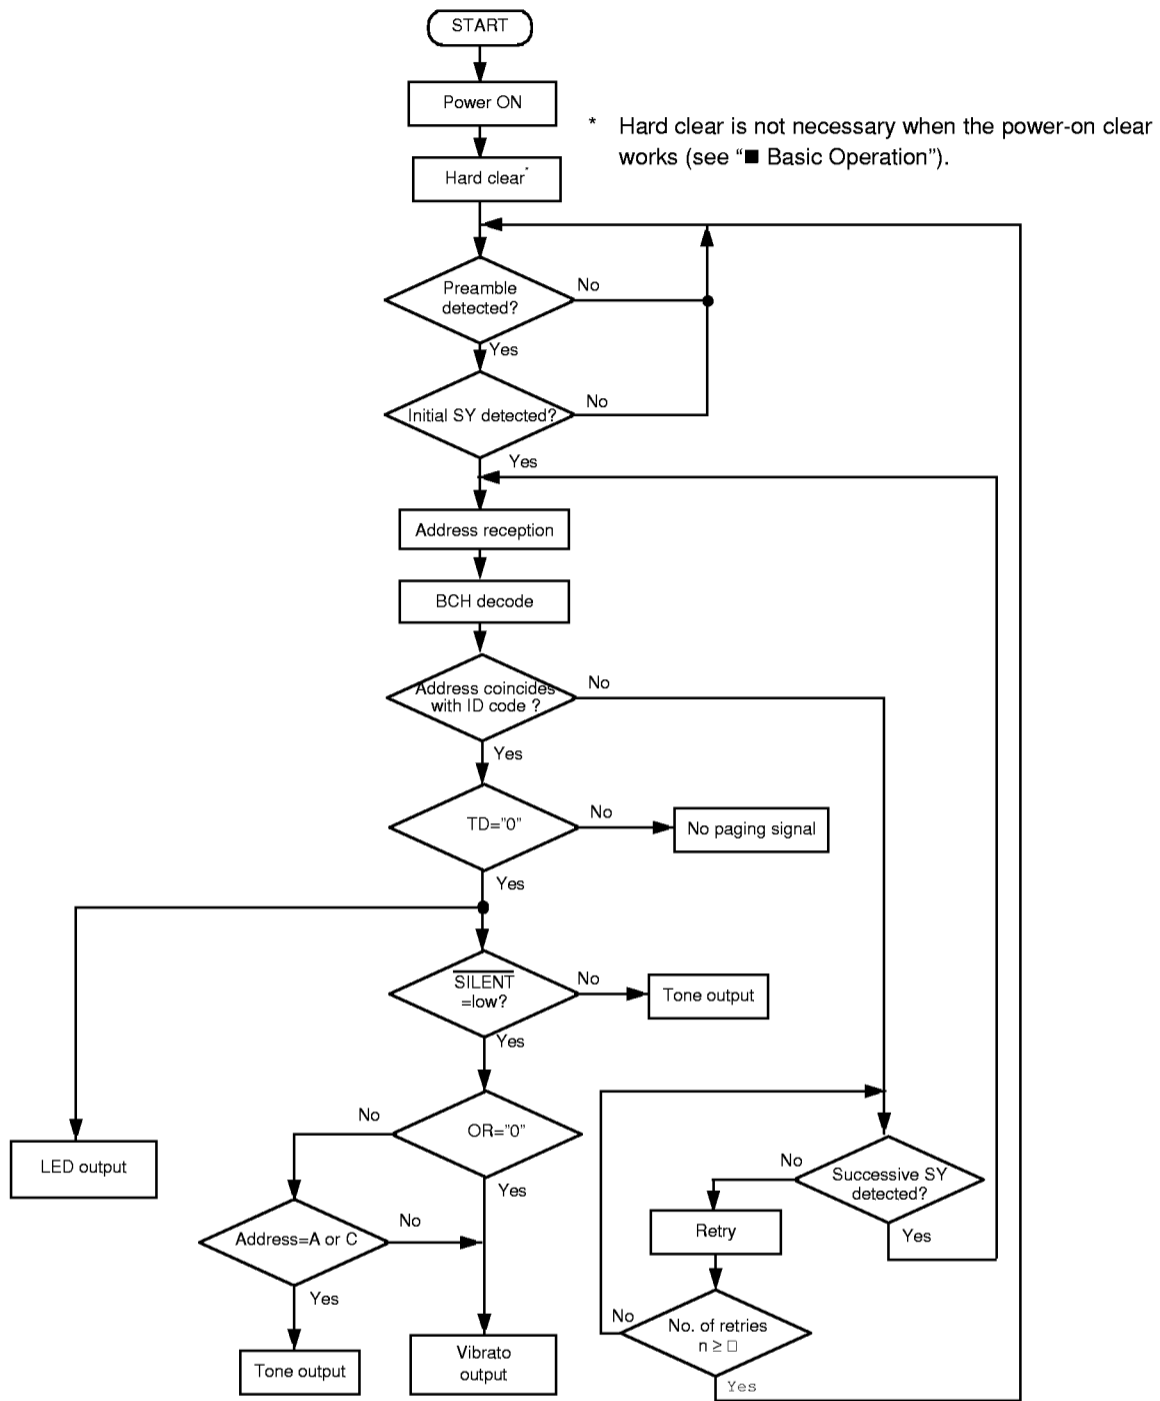 START
Power ON
* Hard clear is not necessary when the power-on clear
works (see “■ Basic Operation”).
Hard clear*
Preamble
detected?
No
Yes
Initial SY detected?
No
Yes
Address reception
BCH decode
Address coincides
with ID code ?
No
Yes
TD="0"
No
No paging signal
Yes
SILENT
=low?
No
Tone output
Yes
OR="0"
No
Yes
LED output
Successive SY
detected?
No
Yes
Retry
Address=A or C
No
Yes
No. of retries
n ≥ □
No
Yes
Tone output
Vibrato
output